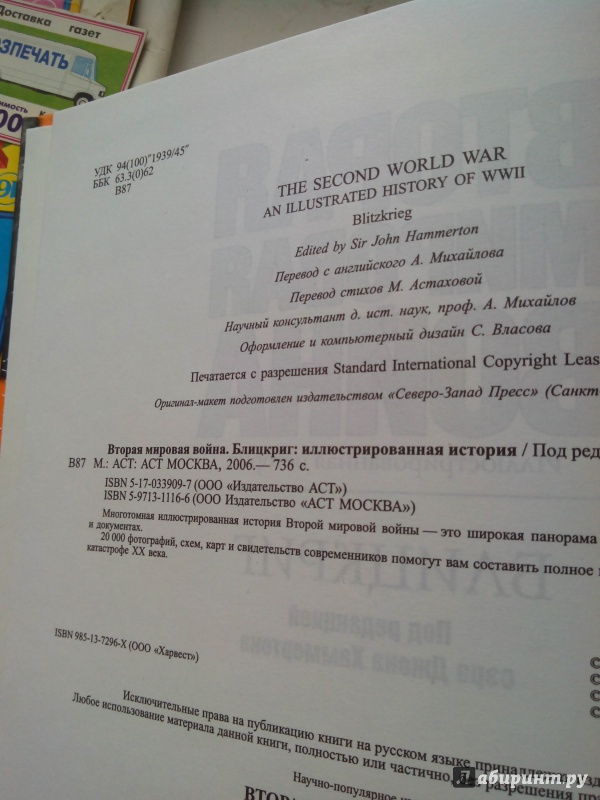 Доставка газет
УДК 94(100)"1939/45"
ББК 63.3(0)62
В87
THE SECOND WORLD WAR
AN ILLUSTRATED HISTORY OF WWII
Blitzkrieg
Edited by Sir John Hammerton
Перевод с английского А. Михайлова
Перевод стихов М. Астаховой
Научный консультант д. ист. наук, проф. А. Михайлов
Оформление и компьютерный дизайн С. Власова
Печатается с разрешения Standard International Copyright Leas
Оригинал-макет подготовлен издательством «Северо-Запад Пресс» (Санкт-
Вторая мировая война. Блицкриг: иллюстрированная история / Под ред
В87 М.: АСТ: АСТ МОСКВА, 2006.— 736 с.
ISBN 5-17-033909-7 (ООО «Издательство АСТ»)
ISBN 5-9713-1116-6 (ООО Издательство «АСТ МОСКВА»)
Многотомная иллюстрированная история Второй мировой войны — это широкая панорама
и документах.
20 000 фотографий, схем, карт и свидетельств современников помогут вам составить полное
катастрофе XX века.
ISBN 985-13-7296-X (ООО «Харвест»)
Исключительные права на публикацию книги на русском языке принадлежат
Любое использование материала данной книги, полностью или частично, без разрешения
Научно-популярное
ВТОРА
лабиринт.ру